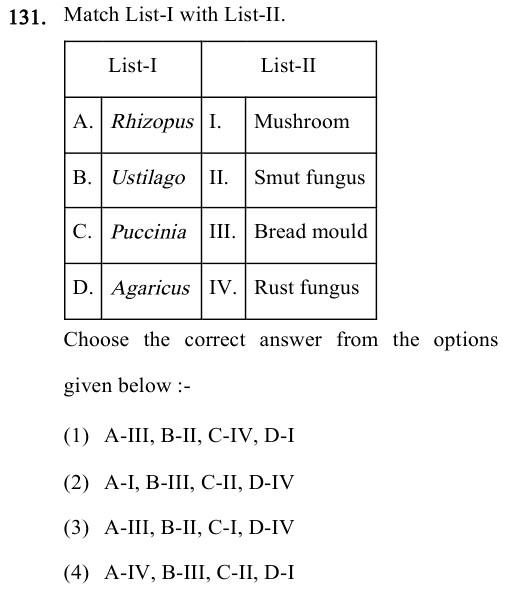 131. Match List-I with List-II.
List-I List-II
A. Rhizopus I. Mushroom
B. Ustilago II. Smut fungus
C. Puccinia III. Bread mould
D. Agaricus IV. Rust fungus
Choose the correct answer from the options
given below :-
(1) A-III, B-II, C-IV, D-I
(2) A-I, B-III, C-II, D-IV
(3) A-III, B-II, C-I, D-IV
(4) A-IV, B-III, C-II, D-I